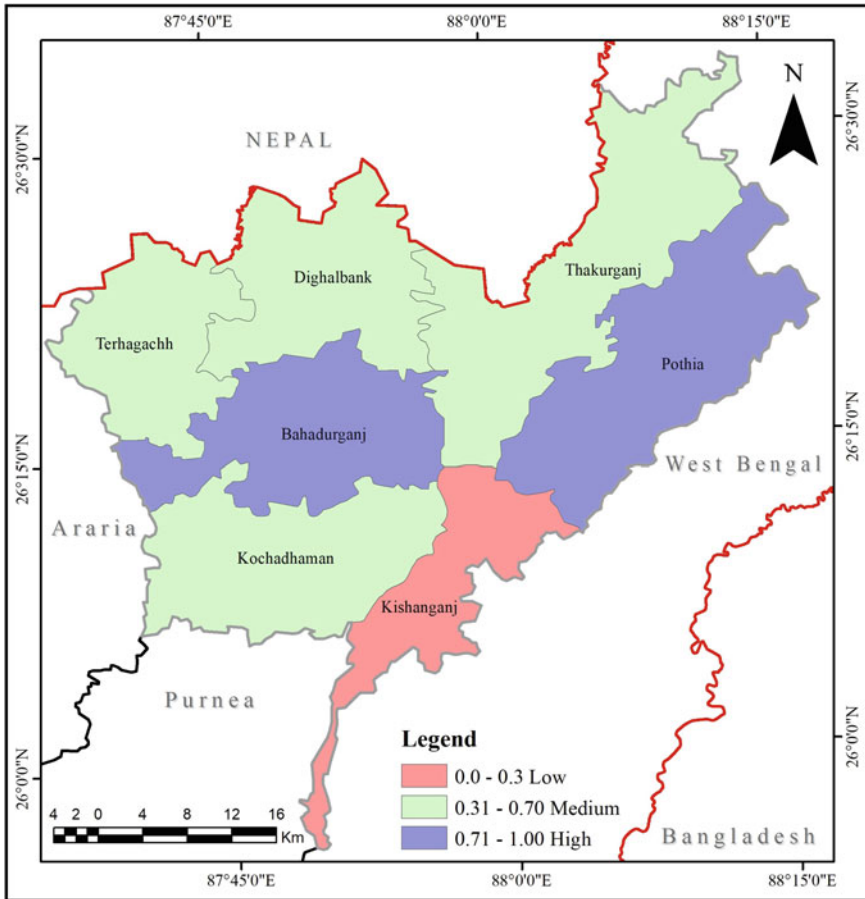 87°45'0"E 88°0'0"E 88°15'0"E
N
26°30'0"N
26°30'0"N
NEPAL
Thakurganj
Dighalbank
Terhagachh
Pothia
Bahadurganj
26°15'0"N
26°15'0"N
West Bengal
Araria
Kochadhaman
Kishanganj
Purnea
26°0'0"N
26°0'0"N
Legend
0.0 - 0.3 Low
0.31 - 0.70 Medium
0.71 - 1.00 High
4 2 0 4 8 12 16
Km
Bangladesh
87°45'0"E 88°0'0"E 88°15'0"E